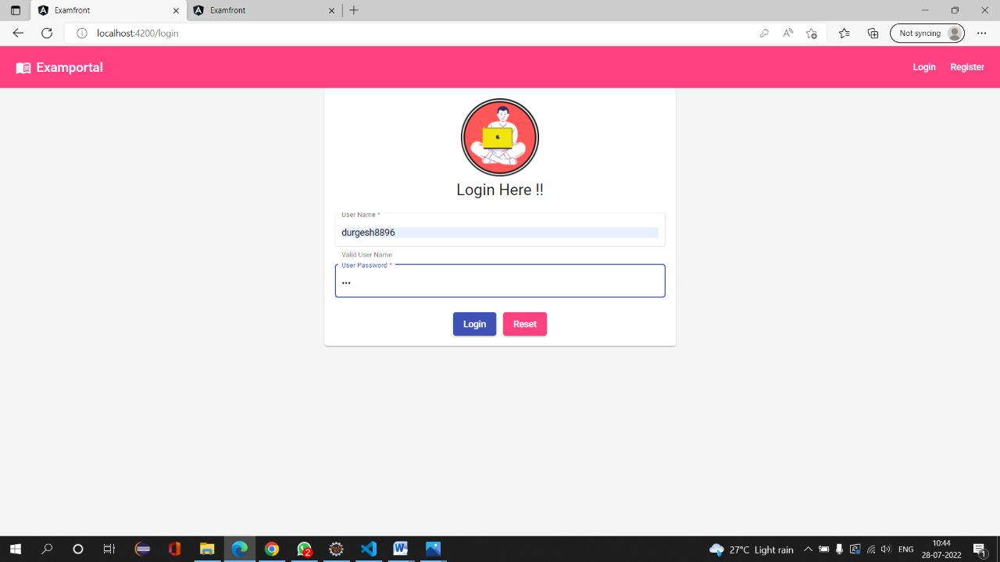 Examfront
Examfront
localhost:4200/login
Not syncing
Examportal
Login
Register
Login Here !!
User Name *
durgesh8896
Valid User Name
User Password *
•••
Login
Reset
2
27°C Light rain
ENG
10:44
28-07-2022
1